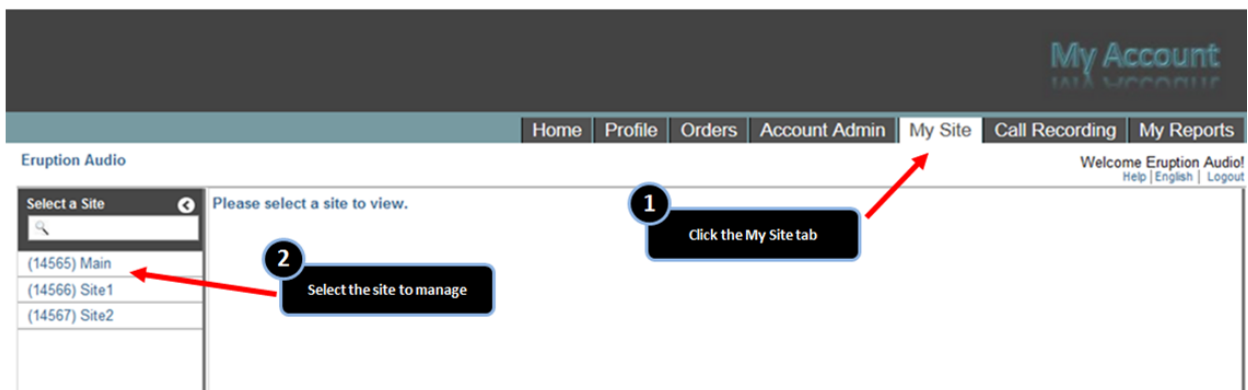 My Account
Home Profile Orders Account Admin My Site Call Recording My Reports
Eruption Audio
Welcome Eruption Audio!
Help | English | Logout
Select a Site
Please select a site to view.
1
Click the My Site tab
(14565) Main
2
Select the site to manage
(14566) Site1
(14567) Site2